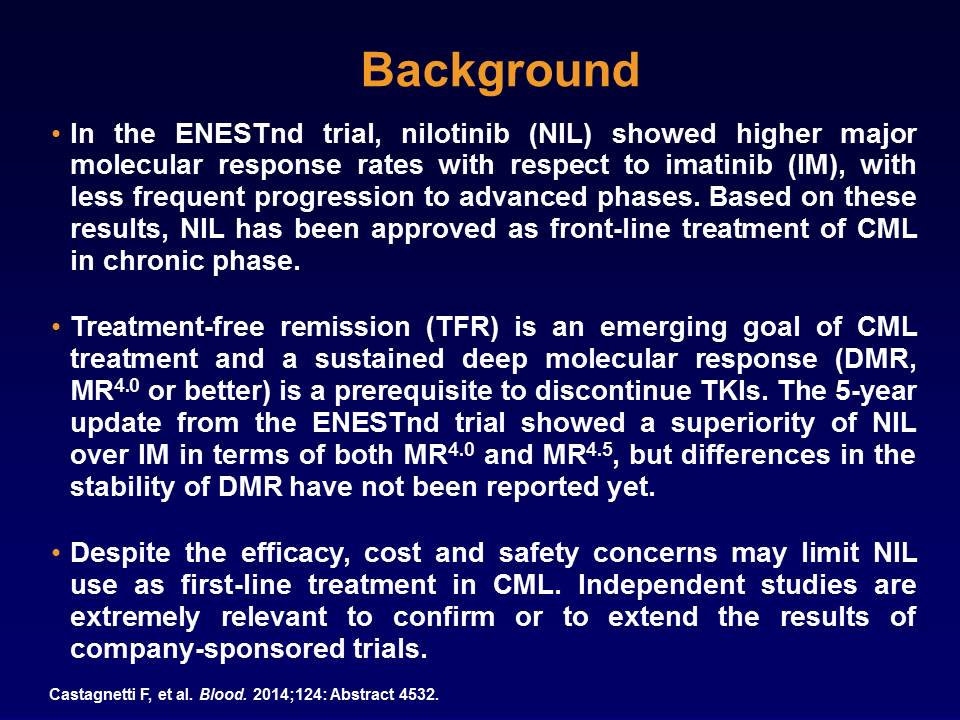 Background
• In the ENESTnd trial, nilotinib (NIL) showed higher major
molecular response rates with respect to imatinib (IM), with
less frequent progression to advanced phases. Based on these
results, NIL has been approved as front-line treatment of CML
in chronic phase.
• Treatment-free remission (TFR) is an emerging goal of CML
treatment and a sustained deep molecular response (DMR,
MR4.0 or better) is a prerequisite to discontinue TKIs. The 5-year
update from the ENESTnd trial showed a superiority of NIL
over IM in terms of both MR4.0 and MR4.5, but differences in the
stability of DMR have not been reported yet.
• Despite the efficacy, cost and safety concerns may limit NIL
use as first-line treatment in CML. Independent studies are
extremely relevant to confirm or to extend the results of
company-sponsored trials.
Castagnetti F, et al. Blood. 2014;124: Abstract 4532.